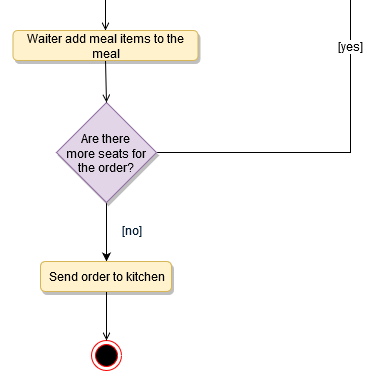 Waiter add meal items to the
meal
[yes]
Are there
more seats for
the order?
[no]
Send order to kitchen